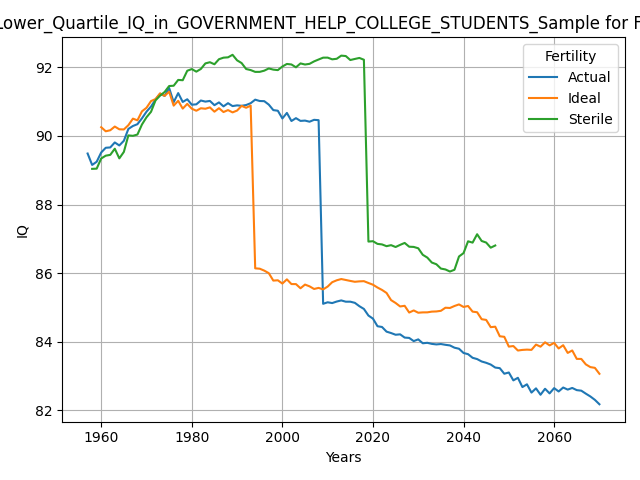 Lower_Quartile_IQ_in_GOVERNMENT_HELP_COLLEGE_STUDENTS_Sample for F
Fertility
Actual
Ideal
Sterile
IQ
92
90
88
86
84
82
1960 1980 2000 2020 2040 2060
Years